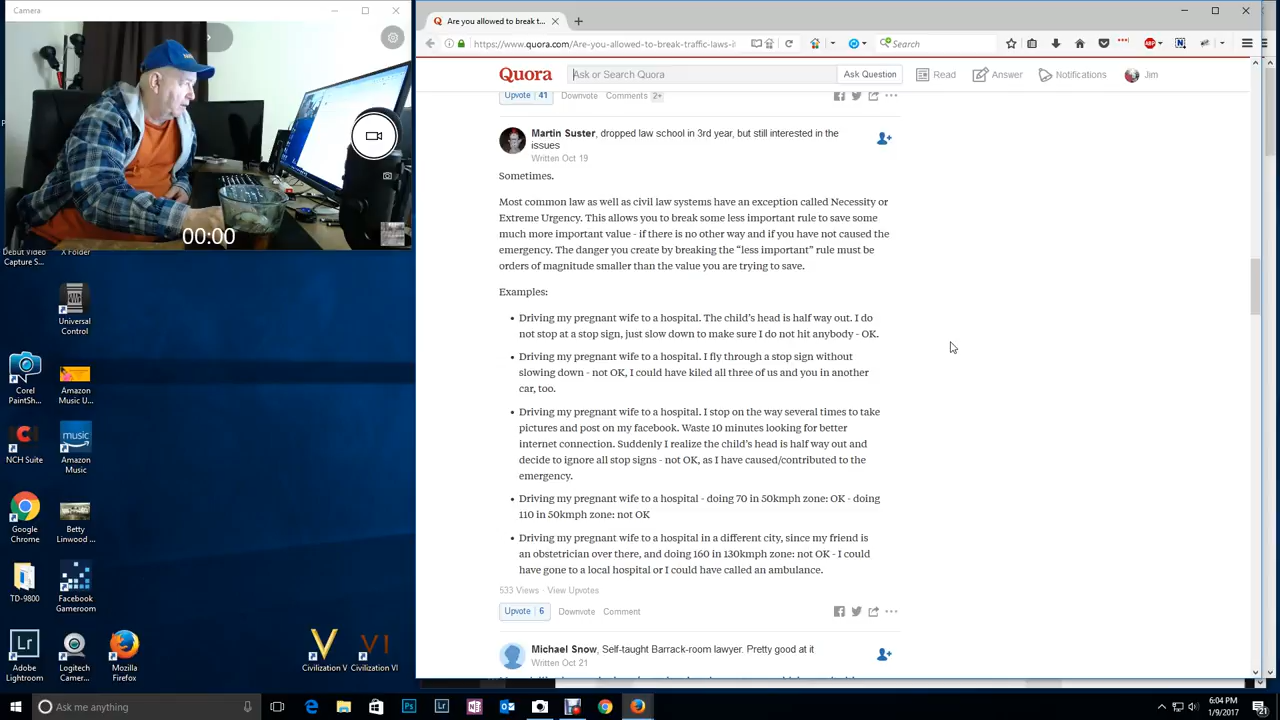 Camera
00:00
Debut Video
Capture S...
X Folder
Universal
Control
Corel
PaintSh...
Amazon
Music U...
NCH Suite
Amazon
Music
Google
Chrome
Betty
Linwood ...
TD-9800
Facebook
Gameroom
Adobe
Lightroom
Logitech
Camer...
Mozilla
Firefox
Civilization V
Civilization VI
Are you allowed to break t...
https://www.quora.com/Are-you-allowed-to-break-traffic-laws-i
Search
Quora
Ask or Search Quora
Ask Question
Read
Answer
Notifications
Jim
Upvote 41 Downvote Comments 2+
Martin Suster, dropped law school in 3rd year, but still interested in the
issues
Written Oct 19
Sometimes.
Most common law as well as civil law systems have an exception called Necessity or
Extreme Urgency. This allows you to break some less important rule to save some
much more important value - if there is no other way and if you have not caused the
emergency. The danger you create by breaking the “less important” rule must be
orders of magnitude smaller than the value you are trying to save.
Examples:
• Driving my pregnant wife to a hospital. The child’s head is half way out. I do
not stop at a stop sign, just slow down to make sure I do not hit anybody - OK.
• Driving my pregnant wife to a hospital. I fly through a stop sign without
slowing down - not OK, I could have kiled all three of us and you in another
car, too.
• Driving my pregnant wife to a hospital. I stop on the way several times to take
pictures and post on my facebook. Waste 10 minutes looking for better
internet connection. Suddenly I realize the child’s head is half way out and
decide to ignore all stop signs - not OK, as I have caused/contributed to the
emergency.
• Driving my pregnant wife to a hospital - doing 70 in 50kmph zone: OK - doing
110 in 50kmph zone: not OK
• Driving my pregnant wife to a hospital in a different city, since my friend is
an obstetrician over there, and doing 160 in 130kmph zone: not OK - I could
have gone to a local hospital or I could have called an ambulance.
533 Views · View Upvotes
Upvote 6 Downvote Comment
Michael Snow, Self-taught Barrack-room lawyer. Pretty good at it
Written Oct 21
Ask me anything
6:04 PM
1/9/2017